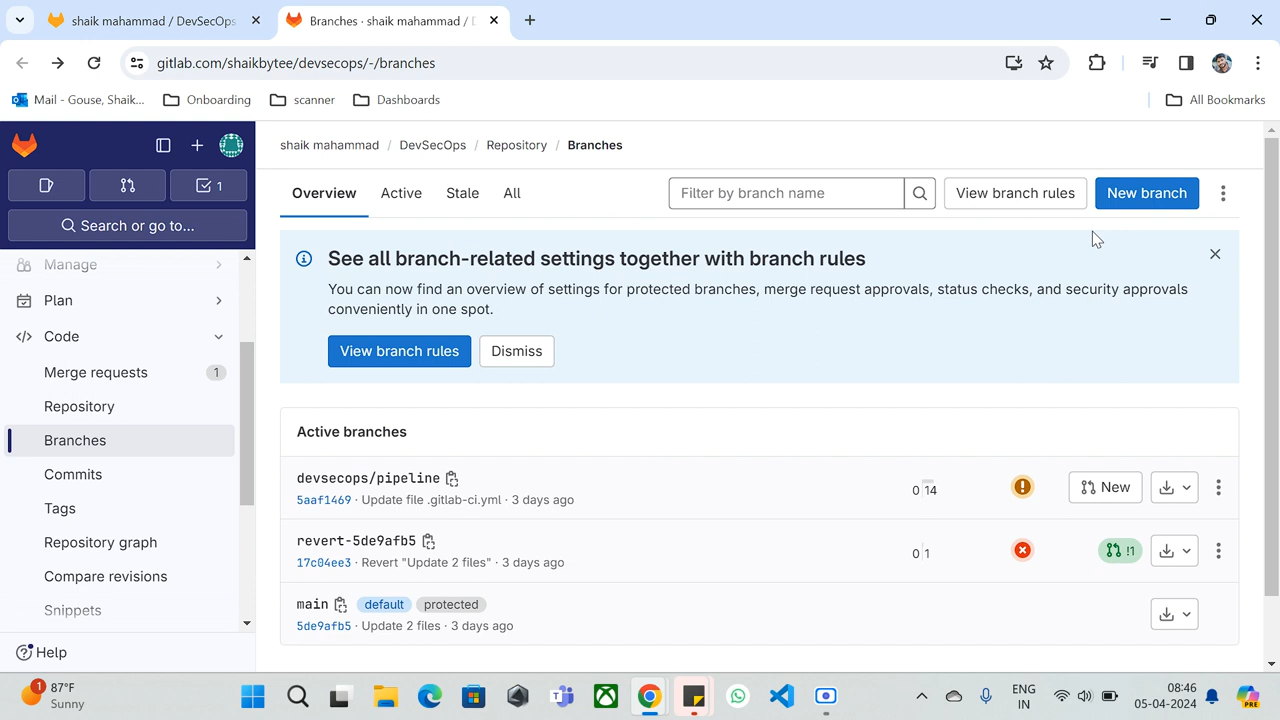 shaik mahammad / DevSecOps
Branches · shaik mahammad / D
gitlab.com/shaikbytee/devsecops/-/branches
Mail - Gouse, Shaik...
Onboarding
scanner
Dashboards
All Bookmarks
1
Search or go to...
Manage
Plan
Code
Merge requests 1
Repository
Branches
Commits
Tags
Repository graph
Compare revisions
Snippets
Help
shaik mahammad / DevSecOps / Repository / Branches
Overview Active Stale All
Filter by branch name
View branch rules
New branch
See all branch-related settings together with branch rules
You can now find an overview of settings for protected branches, merge request approvals, status checks, and security approvals
conveniently in one spot.
View branch rules
Dismiss
Active branches
devsecops/pipeline
5aaf1469 · Update file .gitlab-ci.yml · 3 days ago
0 14
New
revert-5de9afb5
17c04ee3 · Revert "Update 2 files" · 3 days ago
0 1
!1
main default protected
5de9afb5 · Update 2 files · 3 days ago
1
87°F
Sunny
ENG
IN
08:46
05-04-2024
PRE